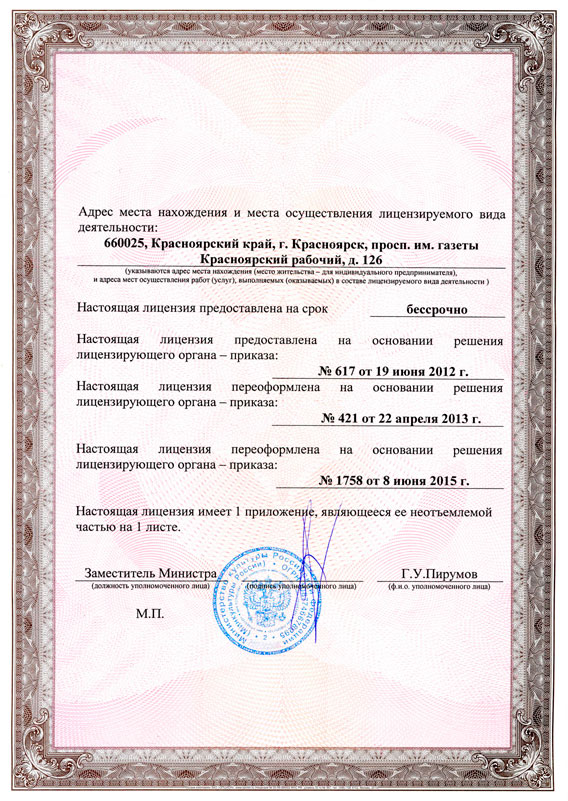 Адрес места нахождения и места осуществления лицензируемого вида
деятельности:
660025, Красноярский край, г. Красноярск, просп. им. газеты
Красноярский рабочий, д. 126
(указываются адрес места нахождения (место жительства – для индивидуального предпринимателя),
и адреса мест осуществления работ (услуг), выполняемых (оказываемых) в составе лицензируемого вида деятельности )
Настоящая лицензия предоставлена на срок бессрочно
Настоящая лицензия предоставлена на основании решения
лицензирующего органа – приказа:
№ 617 от 19 июня 2012 г.
Настоящая лицензия переоформлена на основании решения
лицензирующего органа – приказа:
№ 421 от 22 апреля 2013 г.
Настоящая лицензия переоформлена на основании решения
лицензирующего органа – приказа:
№ 1758 от 8 июня 2015 г.
Настоящая лицензия имеет 1 приложение, являющееся ее неотъемлемой
частью на 1 листе.
Заместитель Министра Г.У.Пирумов
(должность уполномоченного лица) (подпись уполномоченного лица) (ф.и.о. уполномоченного лица)
М.П.
Министерство культуры Российской Федерации
(Минкультуры России)